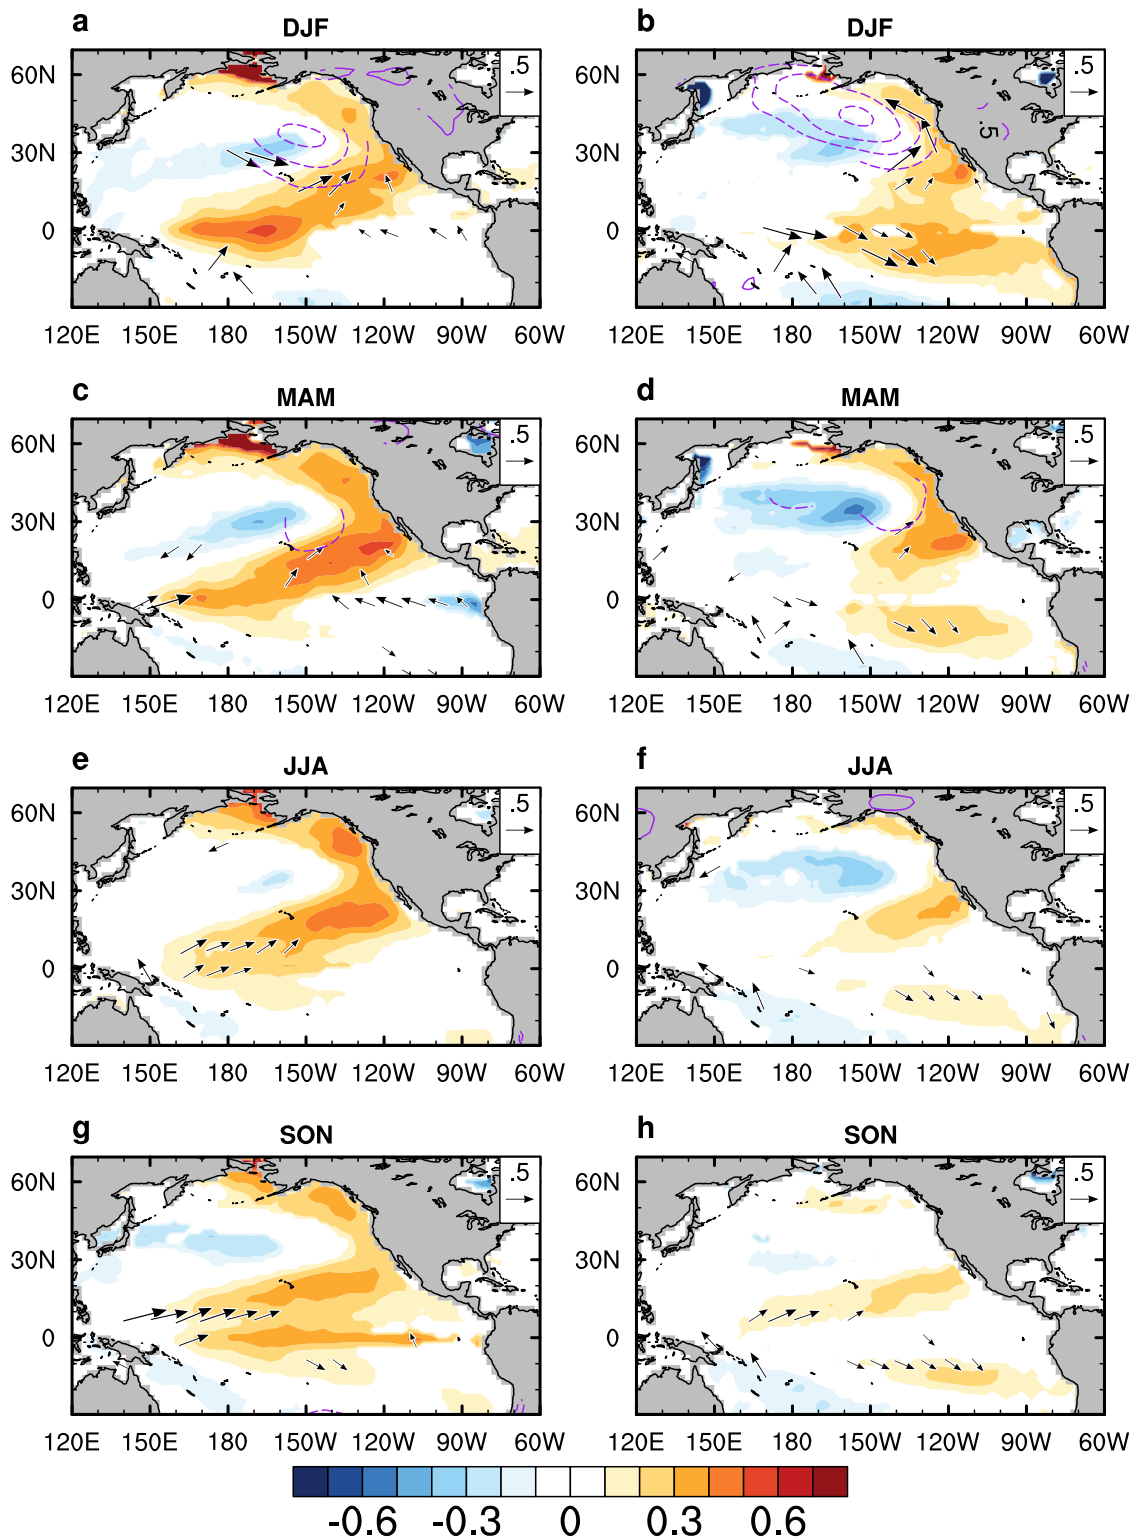 a DJF
b DJF
60N .5 .5
30N .5
0
120E 150E 180 150W 120W 90W 60W 120E 150E 180 150W 120W 90W 60W
c MAM
d MAM
60N .5 60N .5
30N 30N
0 0
120E 150E 180 150W 120W 90W 60W 120E 150E 180 150W 120W 90W 60W
e JJA
f JJA
60N .5 60N .5
30N 30N
0 0
120E 150E 180 150W 120W 90W 60W 120E 150E 180 150W 120W 90W 60W
g SON
h SON
60N .5 60N .5
30N 30N
0 0
120E 150E 180 150W 120W 90W 60W 120E 150E 180 150W 120W 90W 60W
-0.6 -0.3 0 0.3 0.6